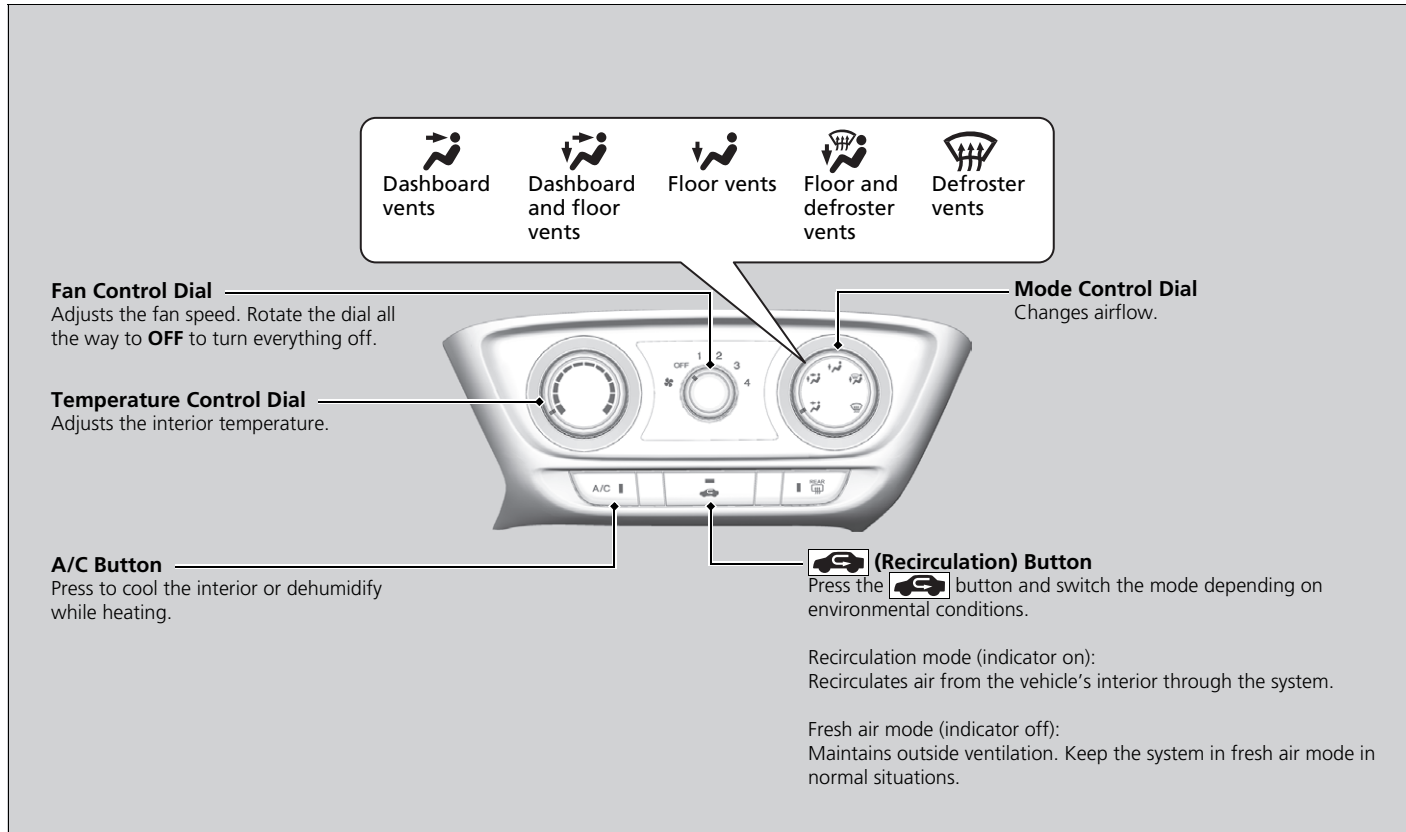 Dashboard
vents
Dashboard
and floor
vents
Floor vents
Floor and
defroster
vents
Defroster
vents
Fan Control Dial
Adjusts the fan speed. Rotate the dial all
the way to OFF to turn everything off.
Mode Control Dial
Changes airflow.
Temperature Control Dial
Adjusts the interior temperature.
OFF 1 2 3 4
A/C
REAR
A/C Button
Press to cool the interior or dehumidify
while heating.
(Recirculation) Button
Press the button and switch the mode depending on
environmental conditions.
Recirculation mode (indicator on):
Recirculates air from the vehicle’s interior through the system.
Fresh air mode (indicator off):
Maintains outside ventilation. Keep the system in fresh air mode in
normal situations.